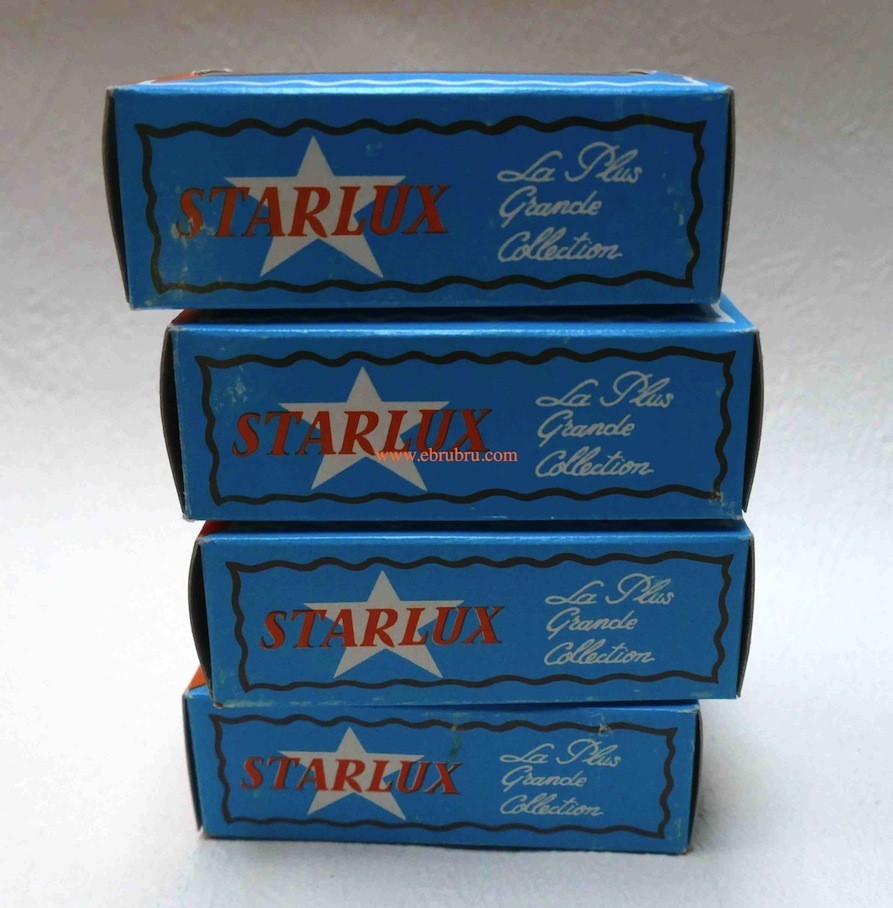 STARLUX
La Plus
Grande
Collection
STARLUX
La Plus
Grande
Collection
www.ebrubru.com
STARLUX
La Plus
Grande
Collection
STARLUX
La Plus
Grande
Collection